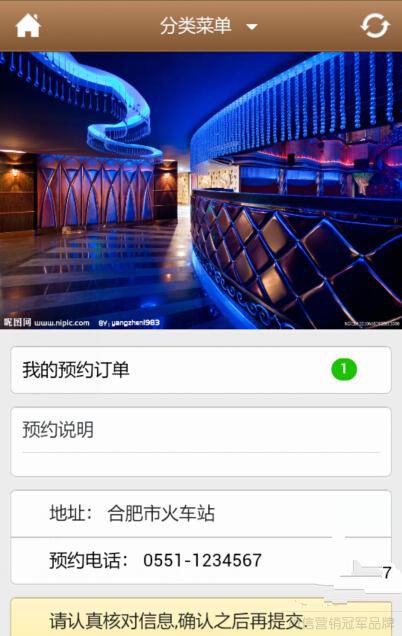 分类菜单
昵图网 www.nipic.com BY: yangzhen1983
我的预约订单 1
预约说明
地址： 合肥市火车站
预约电话： 0551-1234567
7
请认真核对信息,确认之后再提交.
营销冠军品牌